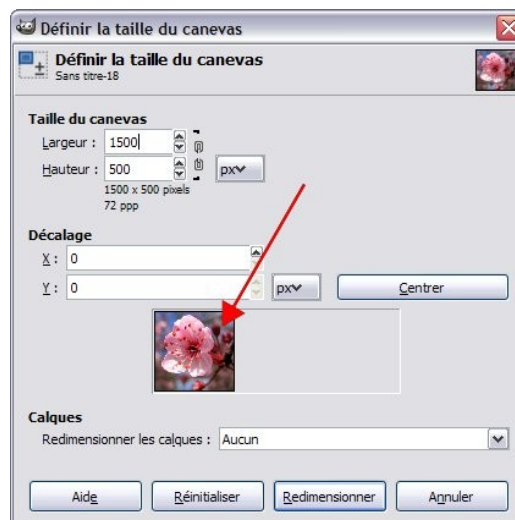 Définir la taille du canevas
Définir la taille du canevas
Sans titre-18
Taille du canevas
Largeur : 1500
Hauteur : 500 px
1500 x 500 pixels
72 ppp
Décalage
X : 0
Y : 0 px Centrer
Calques
Redimensionner les calques : Aucun
Aide Réinitialiser Redimensionner Annuler